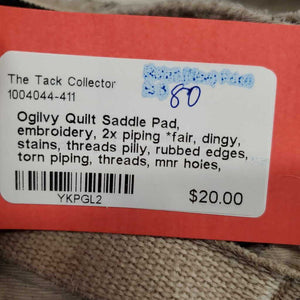 The Tack Collector
1004044-411
80
Ogilvy Quilt Saddle Pad,
embroidery, 2x piping *fair, dingy,
stains, threads pilly, rubbed edges,
torn piping, threads, mnr holes,
$20.00
YKPGL2